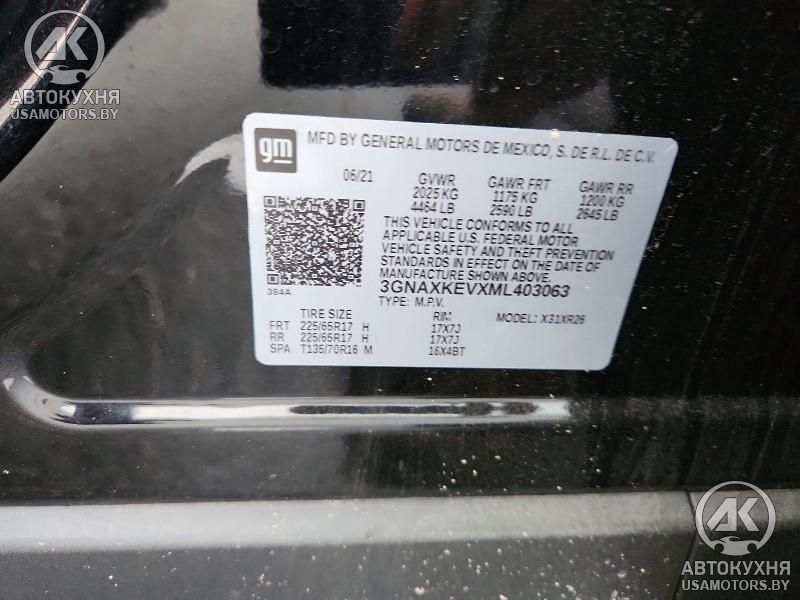 AK
АВТОКУХНЯ
USAMOTORS.BY
gm
MFD BY GENERAL MOTORS DE MEXICO, S. DE R.L. DE C.V.
06/21 GVWR GAWR FRT GAWR RR
2025 KG 1175 KG 1200 KG
4464 LB 2590 LB 2645 LB
THIS VEHICLE CONFORMS TO ALL
APPLICABLE U.S. FEDERAL MOTOR
VEHICLE SAFETY AND THEFT PREVENTION
STANDARDS IN EFFECT ON THE DATE OF
MANUFACTURE SHOWN ABOVE
384A
3GNAXKEVXML403063
TYPE: M.P.V.
TIRE SIZE RIM MODEL: X31XR26
FRT 225/65R17 H 17X7J
RR 225/65R17 H 17X7J
SPA T135/70R16 M 16X4BT
AK
АВТОКУХНЯ
USAMOTORS.BY